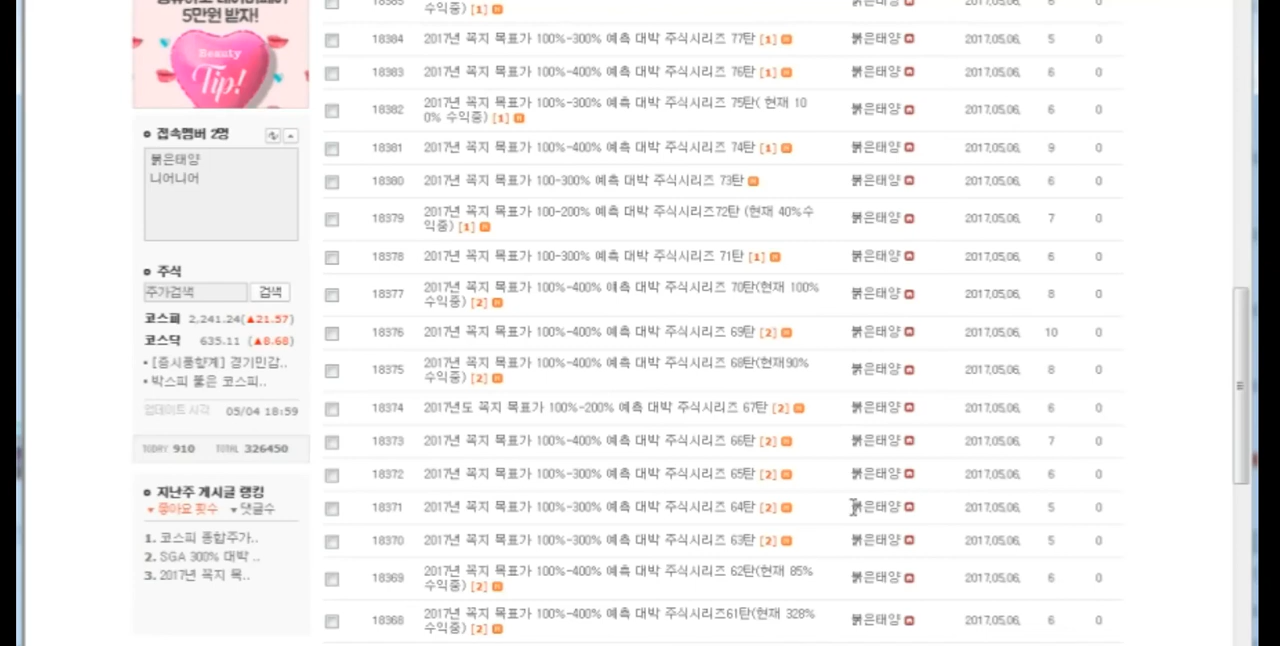 5만원 받자!
Beauty
Tip!
접속멤버 2명
붉은태양
니어니어
주식
주가검색 검색
코스피 2,241.24(▲21.57)
코스닥 635.11 (▲8.68)
• [증시풍향계] 경기민감..
• 박스피 뚫은 코스피..
업데이트 시각 05/04 18:59
TODAY 910 TOTAL 326450
지난주 게시글 랭킹
▾ 좋아요 횟수 ▾ 댓글수
1. 코스피 종합주가..
2. SGA 300% 대박 ..
3. 2017년 꼭지 목..
수익중) [1]
18384 2017년 꼭지 목표가 100%-300% 예측 대박 주식시리즈 77탄 [1] 붉은태양 2017.05.06. 5 0
18383 2017년 꼭지 목표가 100%-400% 예측 대박 주식시리즈 76탄 [1] 붉은태양 2017.05.06. 6 0
18382 2017년 꼭지 목표가 100%-300% 예측 대박 주식시리즈 75탄( 현재 10
0% 수익중) [1] 붉은태양 2017.05.06. 6 0
18381 2017년 꼭지 목표가 100%-400% 예측 대박 주식시리즈 74탄 [1] 붉은태양 2017.05.06. 9 0
18380 2017년 꼭지 목표가 100-300% 예측 대박 주식시리즈 73탄 붉은태양 2017.05.06. 6 0
18379 2017년 꼭지 목표가 100-200% 예측 대박 주식시리즈72탄 (현재 40%수
익중) [1] 붉은태양 2017.05.06. 7 0
18378 2017년 꼭지 목표가 100-300% 예측 대박 주식시리즈 71탄 [1] 붉은태양 2017.05.06. 6 0
18377 2017년 꼭지 목표가 100%-400% 예측 대박 주식시리즈 70탄(현재 100%
수익중) [2] 붉은태양 2017.05.06. 8 0
18376 2017년 꼭지 목표가 100%-400% 예측 대박 주식시리즈 69탄 [2] 붉은태양 2017.05.06. 10 0
18375 2017년 꼭지 목표가 100%-400% 예측 대박 주식시리즈 68탄(현재90%
수익중) [2] 붉은태양 2017.05.06. 8 0
18374 2017년도 꼭지 목표가 100%-200% 예측 대박 주식시리즈 67탄 [2] 붉은태양 2017.05.06. 6 0
18373 2017년 꼭지 목표가 100%-400% 예측 대박 주식시리즈 66탄 [2] 붉은태양 2017.05.06. 7 0
18372 2017년 꼭지 목표가 100%-300% 예측 대박 주식시리즈 65탄 [2] 붉은태양 2017.05.06. 6 0
18371 2017년 꼭지 목표가 100%-300% 예측 대박 주식시리즈 64탄 [2] 붉은태양 2017.05.06. 5 0
18370 2017년 꼭지 목표가 100%-300% 예측 대박 주식시리즈 63탄 [2] 붉은태양 2017.05.06. 5 0
18369 2017년 꼭지 목표가 100%-400% 예측 대박 주식시리즈 62탄(현재 85%
수익중) [2] 붉은태양 2017.05.06. 6 0
18368 2017년 꼭지 목표가 100%-400% 예측 대박 주식시리즈61탄(현재 328%
수익중) [2] 붉은태양 2017.05.06. 6 0